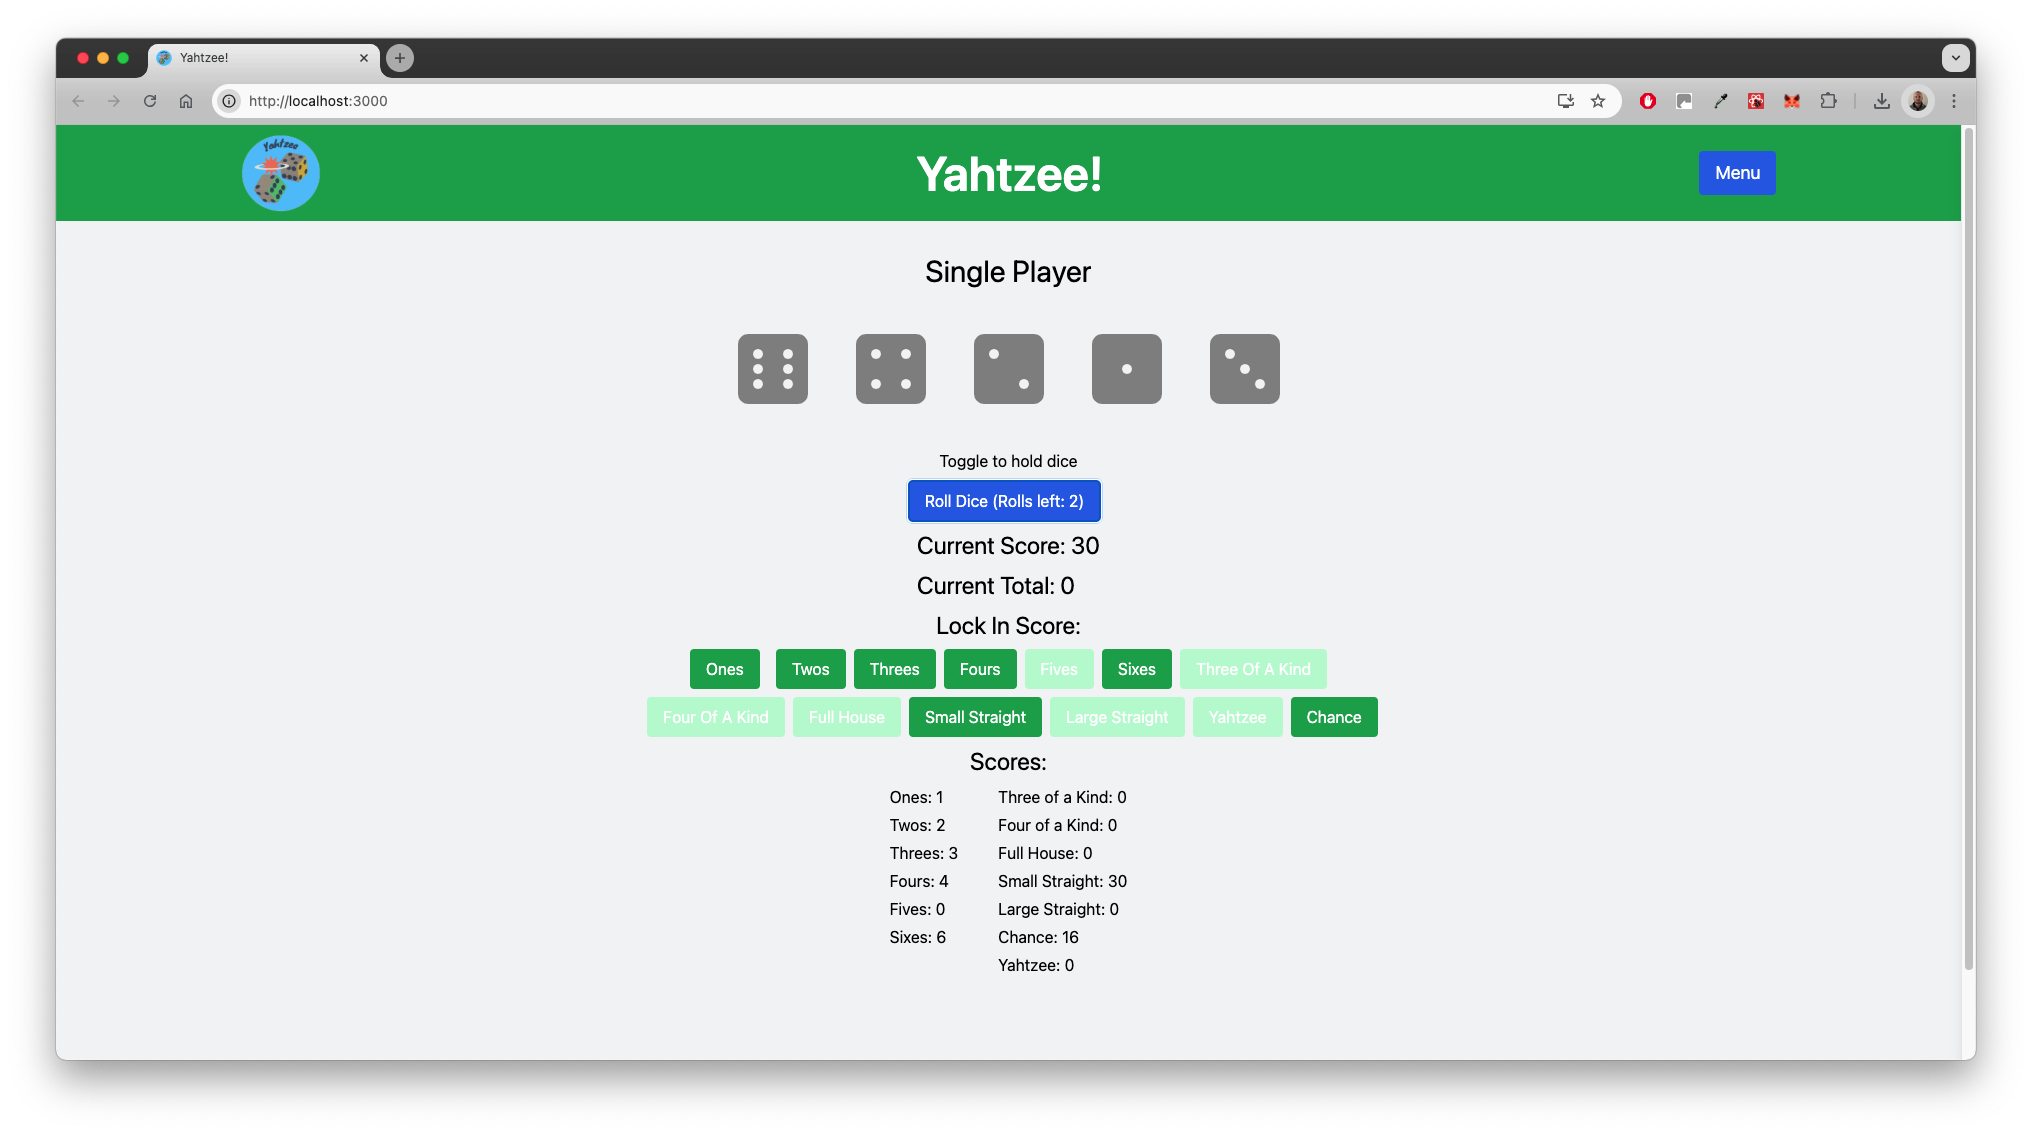 Yahtzee!
http://localhost:3000
Yahtzee
Yahtzee!
Menu
Single Player
Toggle to hold dice
Roll Dice (Rolls left: 2)
Current Score: 30
Current Total: 0
Lock In Score:
Ones Twos Threes Fours Fives Sixes Three Of A Kind
Four Of A Kind Full House Small Straight Large Straight Yahtzee Chance
Scores:
Ones: 1
Twos: 2
Threes: 3
Fours: 4
Fives: 0
Sixes: 6
Three of a Kind: 0
Four of a Kind: 0
Full House: 0
Small Straight: 30
Large Straight: 0
Chance: 16
Yahtzee: 0